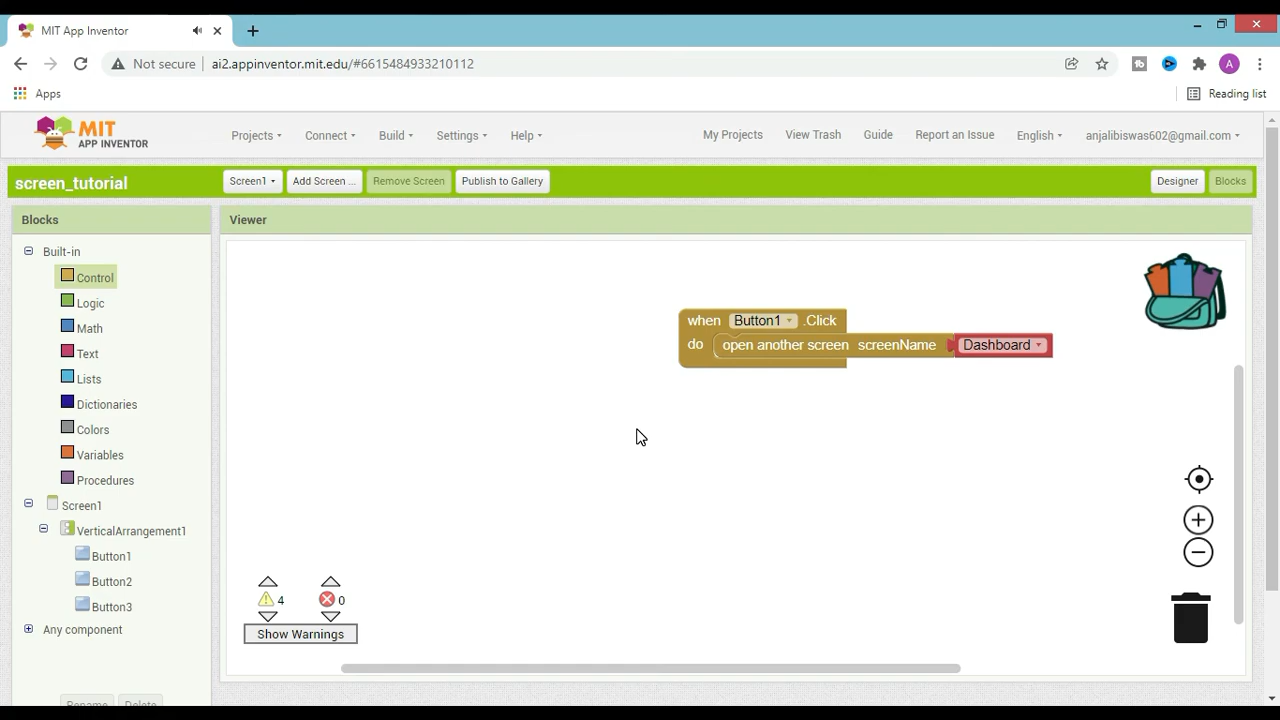 MIT App Inventor
Not secure
ai2.appinventor.mit.edu/#6615484933210112
A
Apps
Reading list
MIT
APP INVENTOR
Projects
Connect
Build
Settings
Help
My Projects
View Trash
Guide
Report an Issue
English
anjalibiswas602@gmail.com
screen_tutorial
Screen1
Add Screen ...
Remove Screen
Publish to Gallery
Designer
Blocks
Blocks
Viewer
Built-in
Control
Logic
Math
Text
Lists
Dictionaries
Colors
Variables
Procedures
Screen1
VerticalArrangement1
Button1
Button2
Button3
Any component
Rename
Delete
when Button1 .Click
do open another screen screenName Dashboard
4
0
Show Warnings